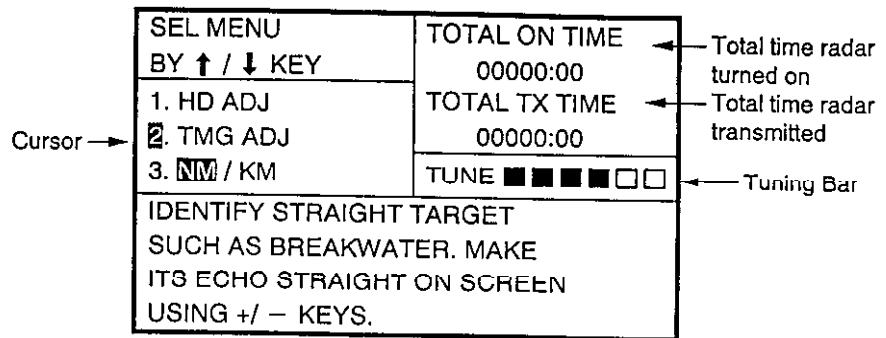 SEL MENU
BY ↑ / ↓ KEY
1. HD ADJ
2. TMG ADJ
3. NM / KM
TOTAL ON TIME
00000:00
TOTAL TX TIME
00000:00
TUNE
IDENTIFY STRAIGHT TARGET
SUCH AS BREAKWATER. MAKE
ITS ECHO STRAIGHT ON SCREEN
USING +/ − KEYS.
Cursor
Total time radar
turned on
Total time radar
transmitted
Tuning Bar